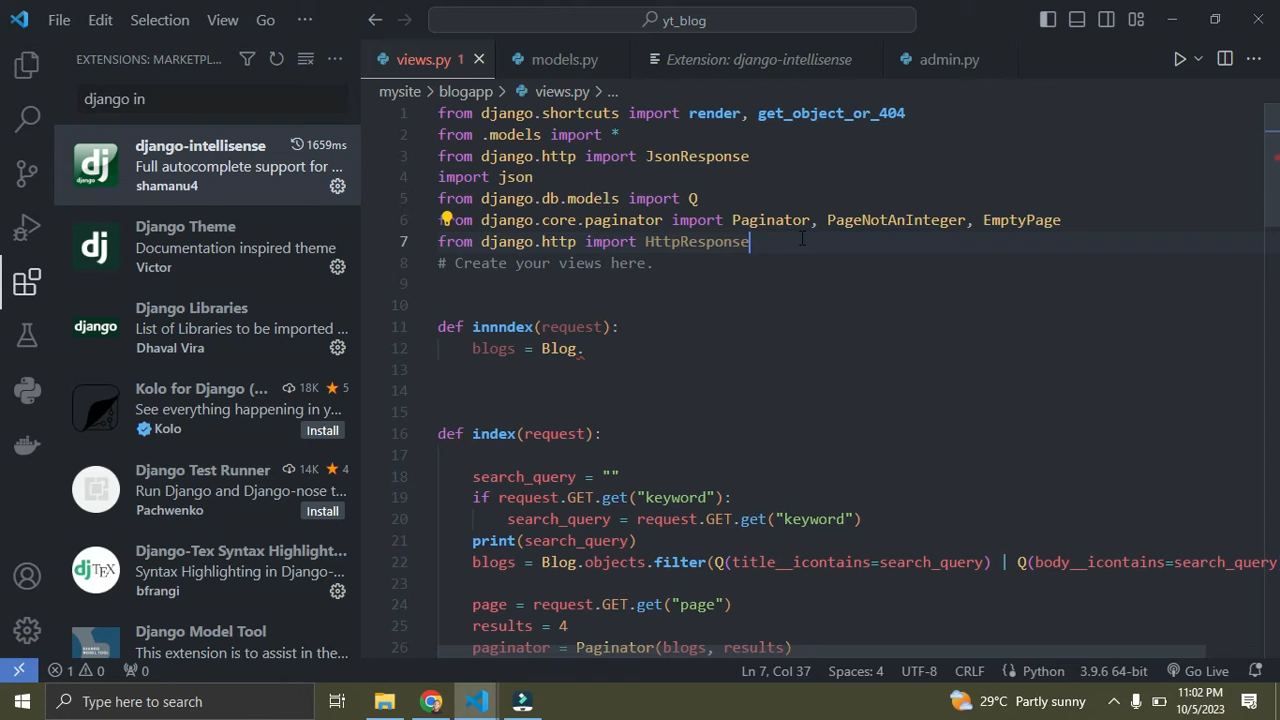 File Edit Selection View Go ··· yt_blog
EXTENSIONS: MARKETPL...
django in
django-intellisense 1659ms
Full autocomplete support for ...
shamanu4
dj
Django Theme
Documentation inspired theme
Victor
dj
Django Libraries
List of Libraries to be imported ...
Dhaval Vira
django
Kolo for Django (... 18K 5
See everything happening in y...
Kolo Install
Django Test Runner 14K 4
Run Django and Django-nose t...
Pachwenko Install
Django-Tex Syntax Highlight...
Syntax Highlighting in Django-...
bfrangi
djTEX
Django Model Tool
This extension is to assist in the...
views.py 1 models.py Extension: django-intellisense admin.py
mysite > blogapp > views.py > ...
1 from django.shortcuts import render, get_object_or_404
2 from .models import *
3 from django.http import JsonResponse
4 import json
5 from django.db.models import Q
6 from django.core.paginator import Paginator, PageNotAnInteger, EmptyPage
7 from django.http import HttpResponse
8 # Create your views here.
9
10
11 def innndex(request):
12 blogs = Blog.
13
14
15
16 def index(request):
17
18 search_query = ""
19 if request.GET.get("keyword"):
20 search_query = request.GET.get("keyword")
21 print(search_query)
22 blogs = Blog.objects.filter(Q(title__icontains=search_query) | Q(body__icontains=search_query
23
24 page = request.GET.get("page")
25 results = 4
26 paginator = Paginator(blogs, results)
1 0 0 Ln 7, Col 37 Spaces: 4 UTF-8 CRLF Python 3.9.6 64-bit Go Live
Type here to search 29°C Partly sunny 11:02 PM
10/5/2023